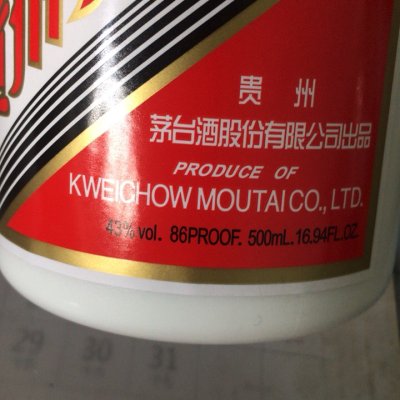 贵州
茅台酒股份有限公司出品
PRODUCE OF
KWEICHOW MOUTAI CO., LTD.
43%vol. 86PROOF. 500mL.16.94FL.OZ.
29 30 31